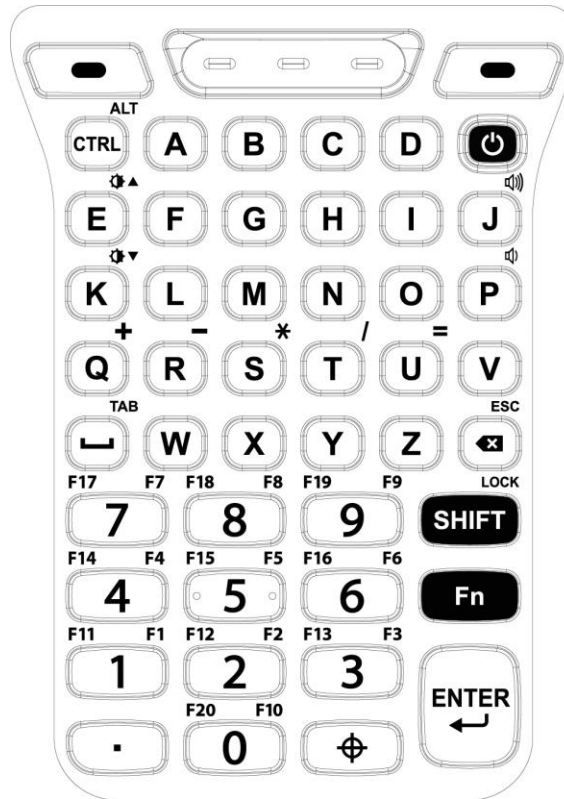 ALT
CTRL A B C D
E F G H I J
K L M N O P
+ - * / =
Q R S T U V
TAB ESC
W X Y Z
F17 F7 F18 F8 F19 F9 LOCK
7 8 9 SHIFT
F14 F4 F15 F5 F16 F6
4 5 6 Fn
F11 F1 F12 F2 F13 F3
1 2 3
ENTER
F20 F10
. 0